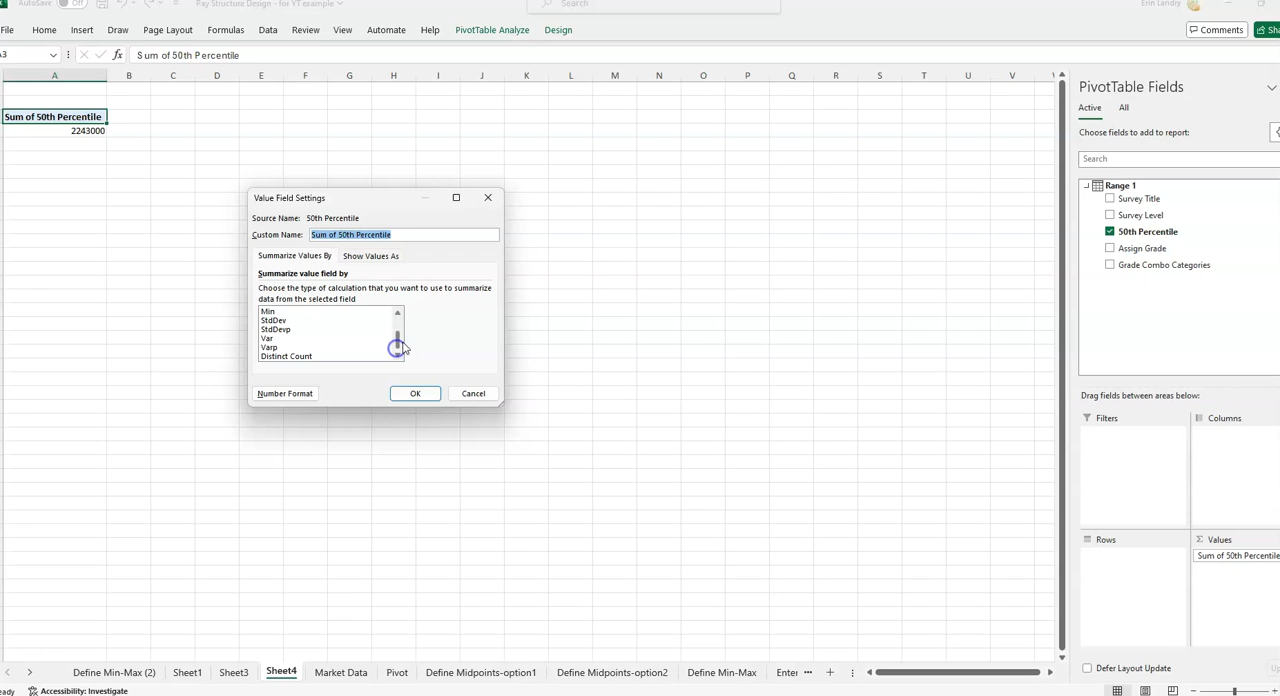 AutoSave Off Pay Structure Design - for YT example Search Erin Landry
File Home Insert Draw Page Layout Formulas Data Review View Automate Help PivotTable Analyze Design Comments Sha
A3 fx Sum of 50th Percentile
A B C D E F G H I J K L M N O P Q R S T U V
Sum of 50th Percentile
2243000
Value Field Settings
Source Name: 50th Percentile
Custom Name: Sum of 50th Percentile
Summarize Values By Show Values As
Summarize value field by
Choose the type of calculation that you want to use to summarize
data from the selected field
Min
StdDev
StdDevp
Var
Varp
Distinct Count
Number Format OK Cancel
PivotTable Fields
Active All
Choose fields to add to report:
Search
Range 1
Survey Title
Survey Level
50th Percentile
Assign Grade
Grade Combo Categories
Drag fields between areas below:
Filters Columns
Rows Σ Values
Sum of 50th Percentile
Defer Layout Update Up
Define Min-Max (2) Sheet1 Sheet3 Sheet4 Market Data Pivot Define Midpoints-option1 Define Midpoints-option2 Define Min-Max Enter ...
eady Accessibility: Investigate